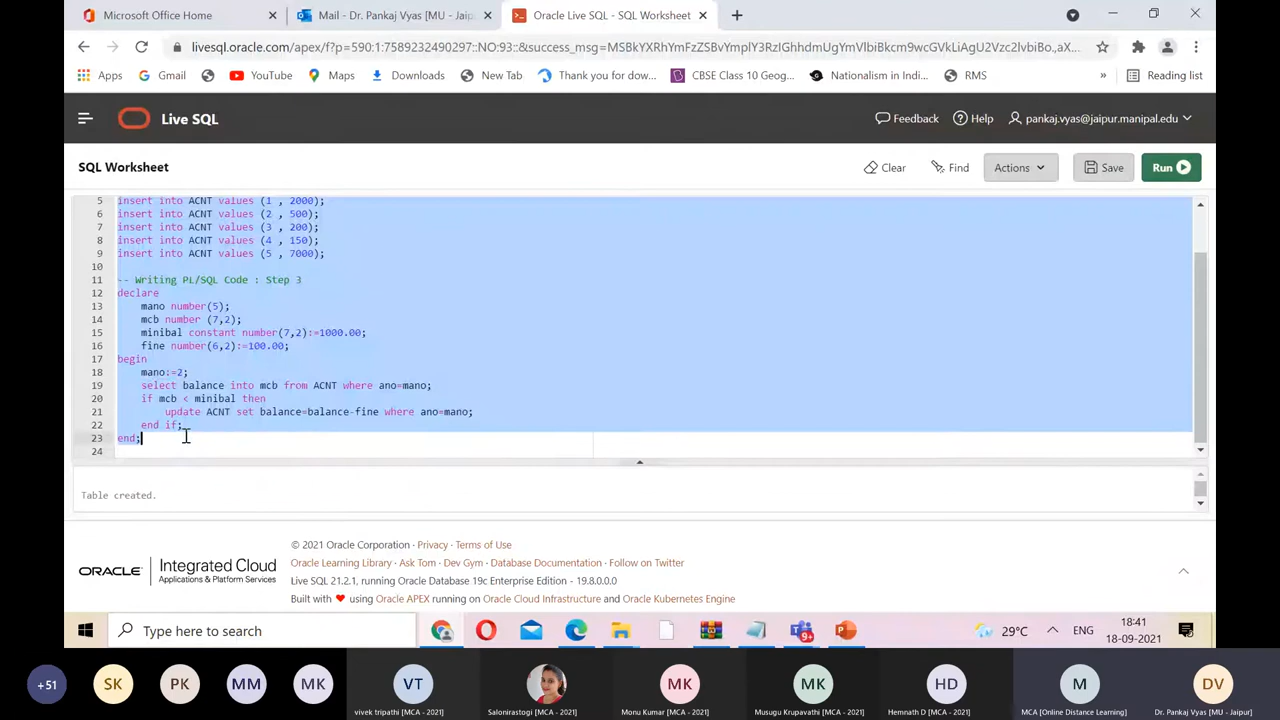 Microsoft Office Home
Mail - Dr. Pankaj Vyas [MU - Jaip
Oracle Live SQL - SQL Worksheet
livesql.oracle.com/apex/f?p=590:1:7589232490297::NO:93::&success_msg=
Apps
Gmail
YouTube
Maps
Downloads
New Tab
Thank you for dow...
CBSE Class 10 Geog...
Nationalism in Indi...
RMS
»
Reading list
Live SQL
Feedback
Help
pankaj.vyas@jaipur.manipal.edu
SQL Worksheet
Clear
Find
Actions
Save
Run
5 insert into ACNT values (1 , 2000);
6 insert into ACNT values (2 , 500);
7 insert into ACNT values (3 , 200);
8 insert into ACNT values (4 , 150);
9 insert into ACNT values (5 , 7000);
10
11 -- Writing PL/SQL Code : Step 3
12 declare
13 mano number(5);
14 mcb number (7,2);
15 minibal constant number(7,2):=1000.00;
16 fine number(6,2):=100.00;
17 begin
18 mano:=2;
19 select balance into mcb from ACNT where ano=mano;
20 if mcb < minibal then
21 update ACNT set balance=balance-fine where ano=mano;
22 end if;
23 end;
24
Table created.
ORACLE
Integrated Cloud
Applications & Platform Services
© 2021 Oracle Corporation · Privacy · Terms of Use
Oracle Learning Library · Ask Tom · Dev Gym · Database Documentation · Follow on Twitter
Live SQL 21.2.1, running Oracle Database 19c Enterprise Edition - 19.8.0.0.0
Built with ❤ using Oracle APEX running on Oracle Cloud Infrastructure and Oracle Kubernetes Engine
Type here to search
9+
29°C
ENG
18:41
18-09-2021
+51
SK
PK
MM
MK
VT
MK
MK
HD
M
DV
vivek tripathi [MCA - 2021]
Salonirastogi [MCA - 2021]
Monu Kumar [MCA - 2021]
Musugu Krupavathi [MCA - 2021]
Hemnath D [MCA - 2021]
MCA [Online Distance Learning]
Dr. Pankaj Vyas [MU - Jaipur]